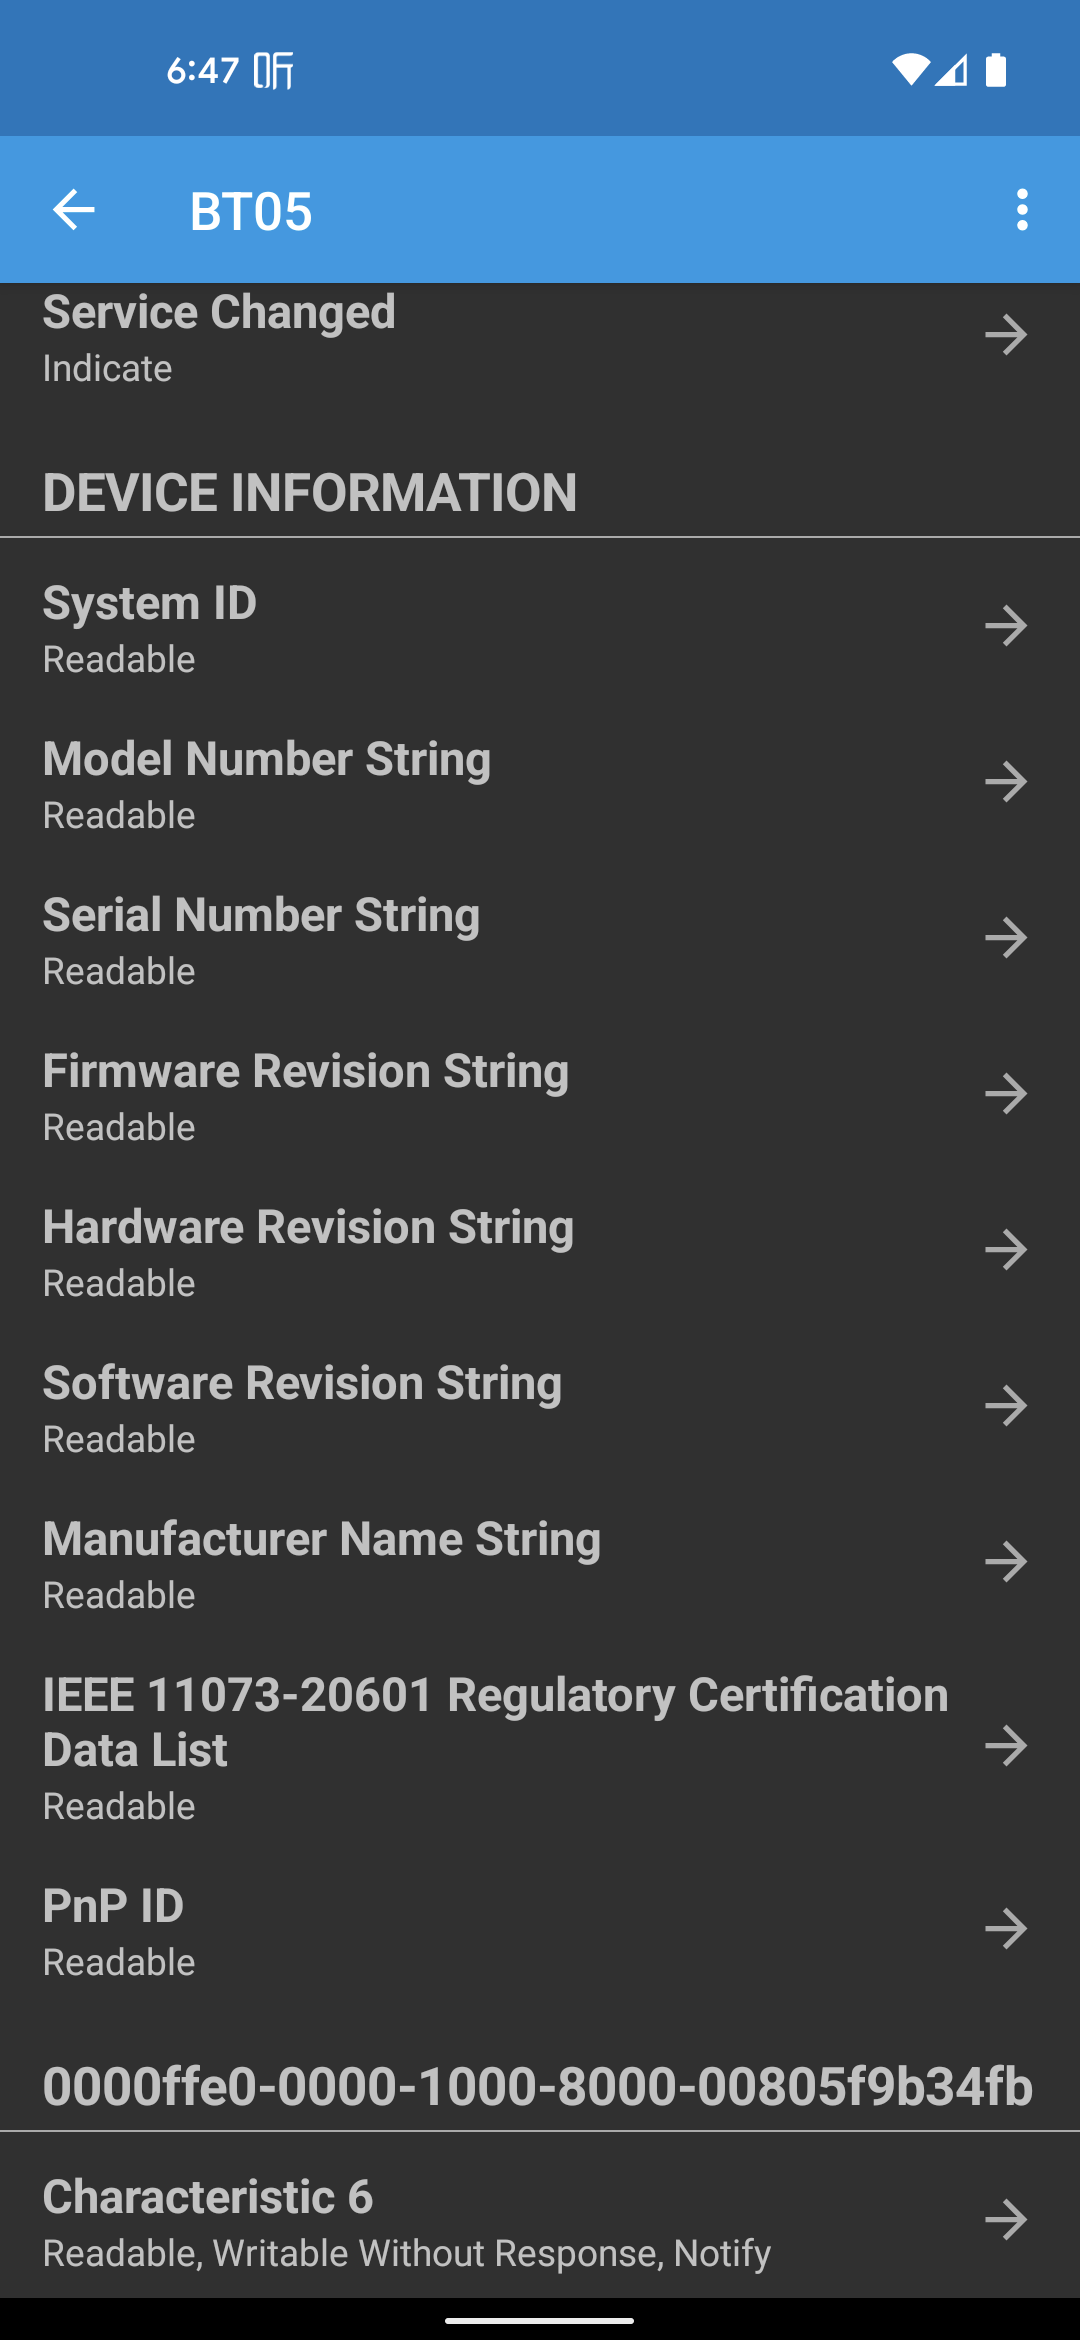 6:47
BT05
Service Changed
Indicate
DEVICE INFORMATION
System ID
Readable
Model Number String
Readable
Serial Number String
Readable
Firmware Revision String
Readable
Hardware Revision String
Readable
Software Revision String
Readable
Manufacturer Name String
Readable
IEEE 11073-20601 Regulatory Certification
Data List
Readable
PnP ID
Readable
0000ffe0-0000-1000-8000-00805f9b34fb
Characteristic 6
Readable, Writable Without Response, Notify